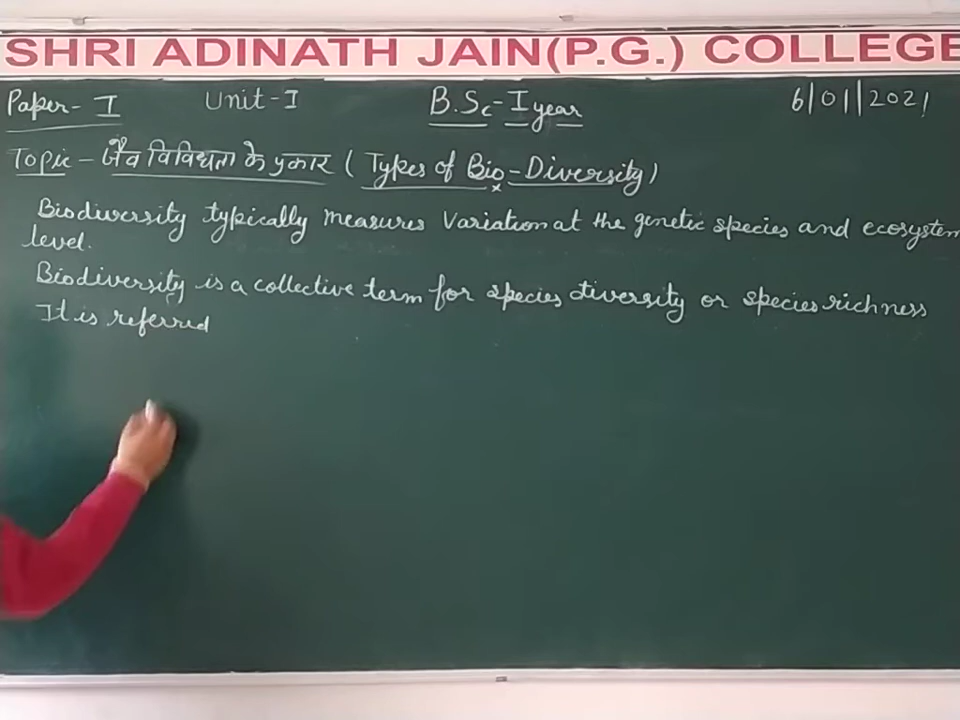 SHRI ADINATH JAIN(P.G.) COLLEGE
Paper- I Unit-I B.Sc-I year 6/01/2021
Topic - जैव विविधता के प्रकार ( Types of Bio-Diversity)
Biodiversity typically measures Variation at the genetic species and ecosystem
level.
Biodiversity is a collective term for species diversity or species richness
It is referred